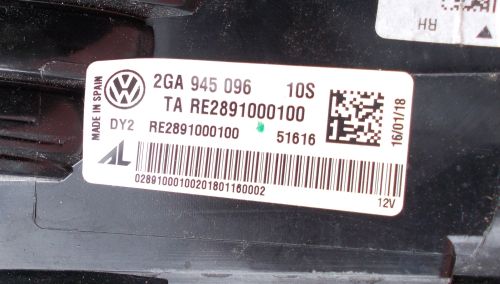 MADE IN SPAIN
2GA 945 096 10S
TA RE2891000100
DY2 RE2891000100 51616
16/01/18
AL
02891000100201801160002
12V
RH